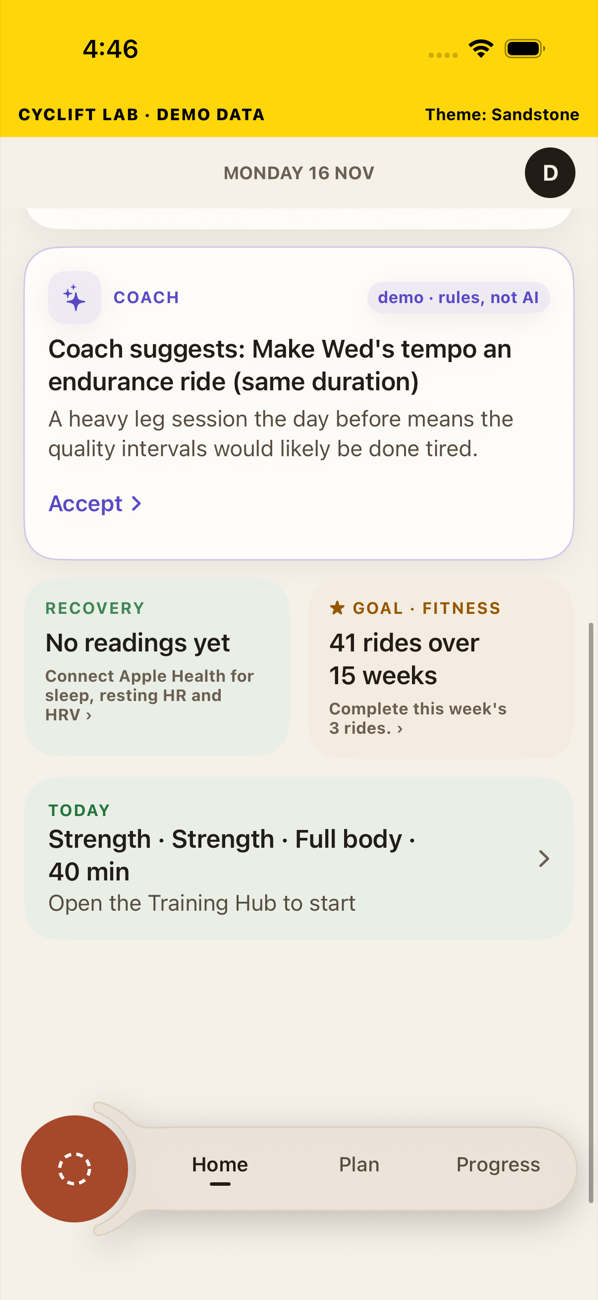 4:46
CYCLIFT LAB · DEMO DATA
Theme: Sandstone
MONDAY 16 NOV
D
COACH
demo · rules, not AI
Coach suggests: Make Wed's tempo an
endurance ride (same duration)
A heavy leg session the day before means the
quality intervals would likely be done tired.
Accept >
RECOVERY
No readings yet
Connect Apple Health for
sleep, resting HR and
HRV ›
★ GOAL · FITNESS
41 rides over
15 weeks
Complete this week's
3 rides. ›
TODAY
Strength · Strength · Full body ·
40 min
Open the Training Hub to start
Home
Plan
Progress